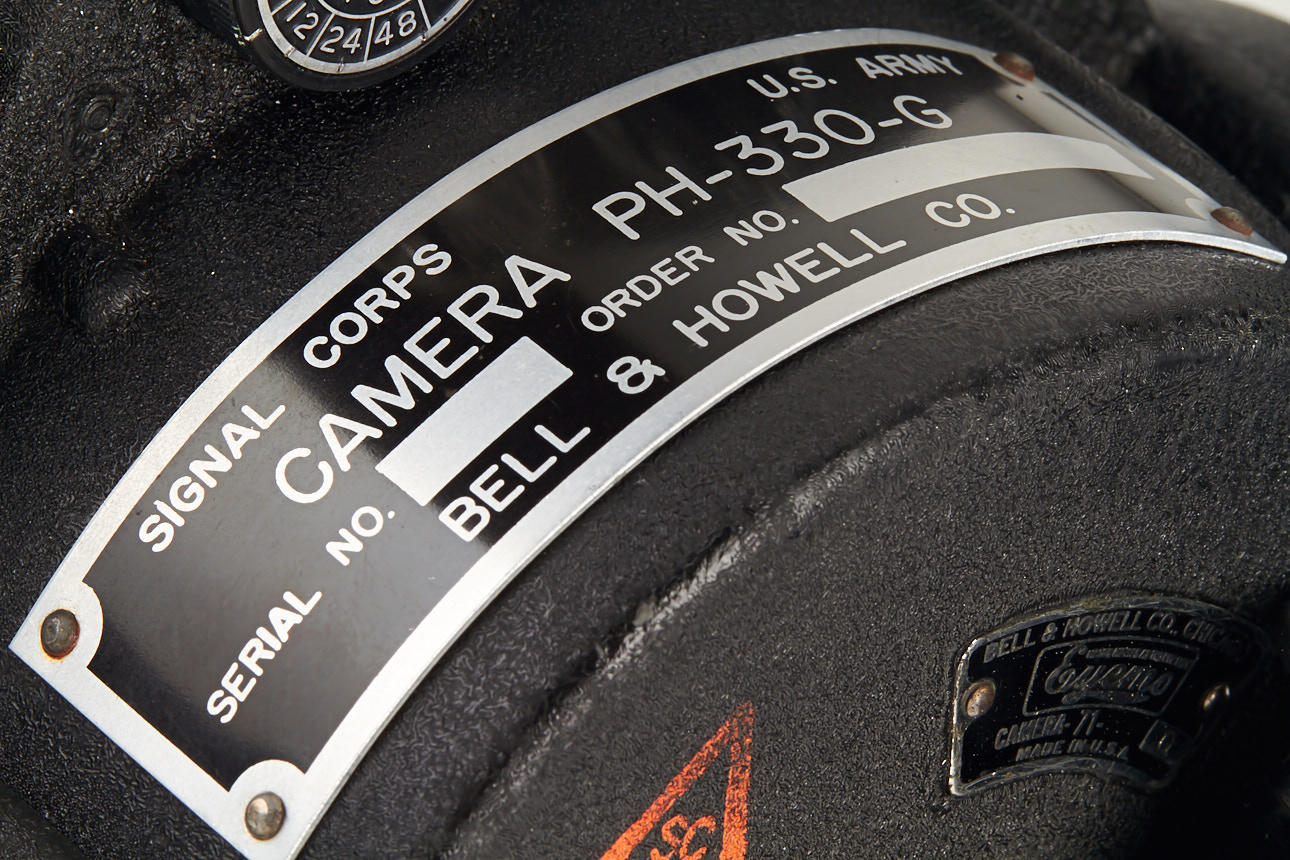 12 24 48
SIGNAL CORPS U.S. ARMY
CAMERA PH-330-G
SERIAL NO. ORDER NO.
BELL & HOWELL CO.
BELL & HOWELL CO.
Eyemo
CAMERA-71-
MADE IN U.S.A
SC